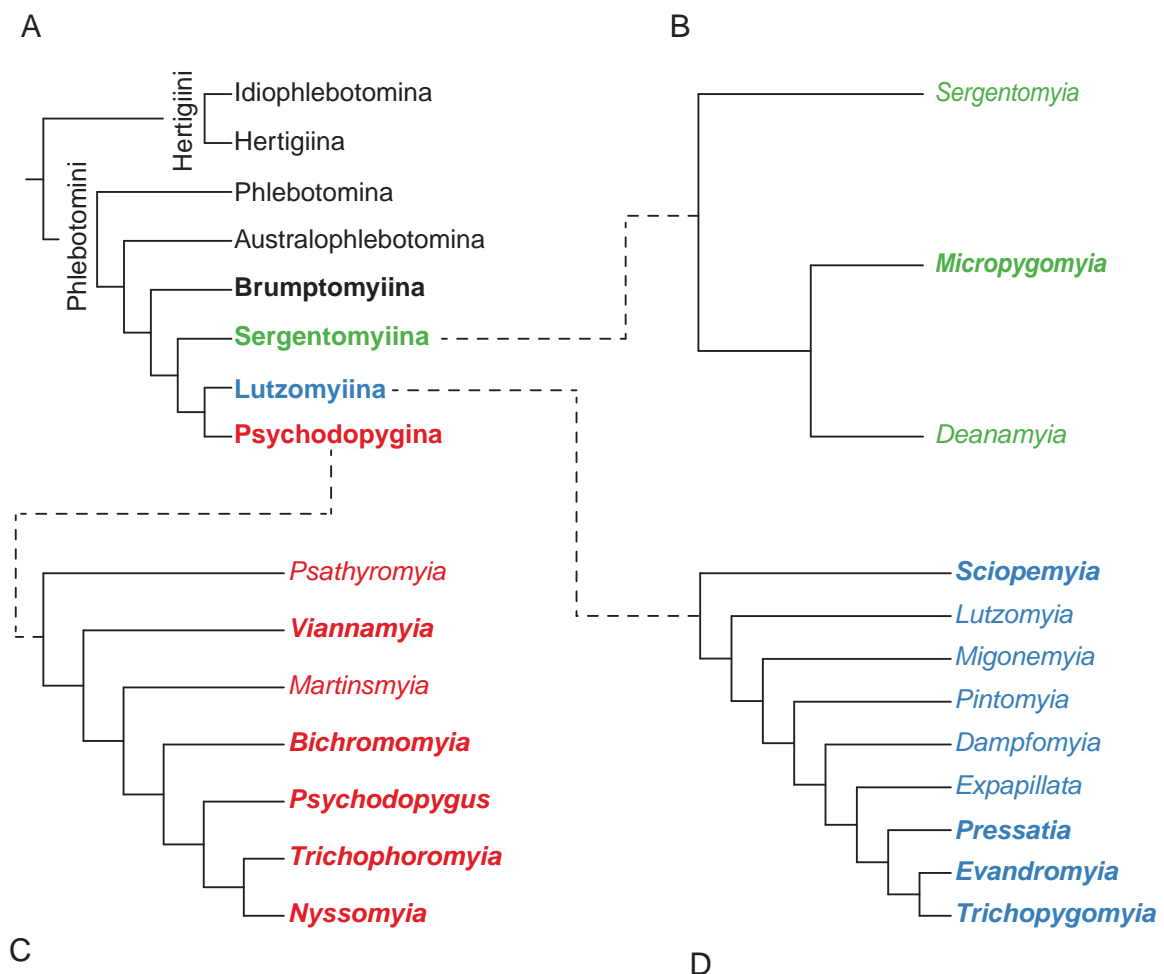 A
Hertigiini
Idiophlebotomina
Hertigiina
Phlebotomini
Phlebotomina
Australophlebotomina
Brumptomyiina
Sergentomyiina
Lutzomyiina
Psychodopygina
B
Sergentomyia
Micropygomyia
Deanamyia
Psathyromyia
Viannamyia
Martinsmyia
Bichromomyia
Psychodopygus
Trichophoromyia
Nyssomyia
C
Sciopemyia
Lutzomyia
Migonemyia
Pintomyia
Dampfomyia
Expapillata
Pressatia
Evandromyia
Trichopygomyia
D